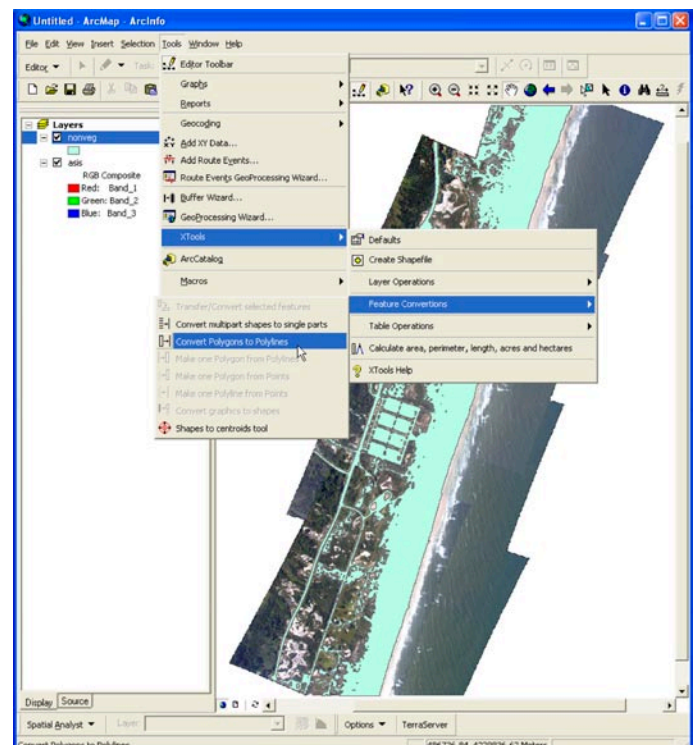 Untitled - ArcMap - ArcInfo
File Edit View Insert Selection Tools Window Help
Editor Task:
Editor Toolbar
Graphs
Reports
Geocoding
Add XY Data...
Add Route Events...
Route Events GeoProcessing Wizard...
Buffer Wizard...
GeoProcessing Wizard...
XTools
ArcCatalog
Macros
Layers
nonveg
asis
RGB Composite
Red: Band_1
Green: Band_2
Blue: Band_3
Defaults
Create Shapefile
Layer Operations
Feature Convertions
Table Operations
Calculate area, perimeter, length, acres and hectares
XTools Help
Transfer/Convert selected features
Convert multipart shapes to single parts
Convert Polygons to Polylines
Make one Polygon from Polylines
Make one Polygon from Points
Make one Polyline from Points
Convert graphics to shapes
Shapes to centroids tool
Display Source
Spatial Analyst Layer: Options TerraServer
Convert Polygons to Polylines